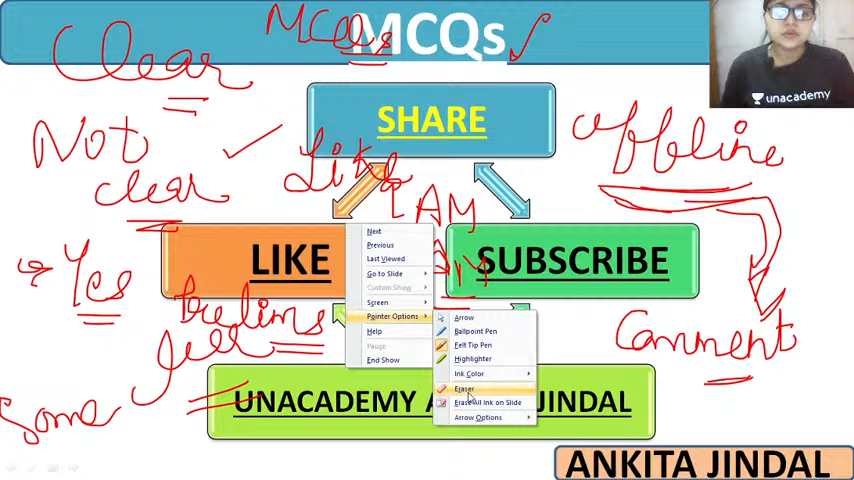 MCQs
MCQs
Clear
unacademy
SHARE
offline
Not
clear
Like
AM
LIKE
SUBSCRIBE
Yes
Prelims
Comment
Some
UNACADEMY A
JINDAL
ANKITA JINDAL
Next
Previous
Last Viewed
Go to Slide
Custom Show
Screen
Pointer Options
Help
Pause
End Show
Arrow
Ballpoint Pen
Felt Tip Pen
Highlighter
Ink Color
Eraser
Erase All Ink on Slide
Arrow Options